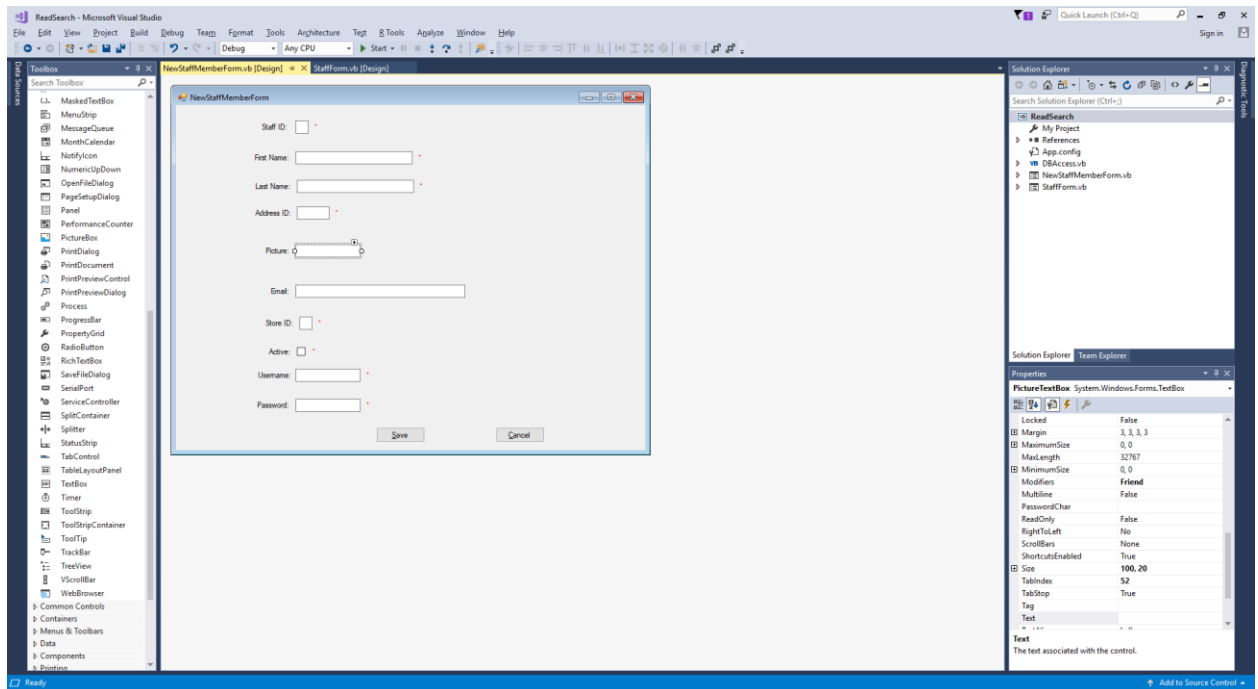 ReadSearch - Microsoft Visual Studio
Quick Launch (Ctrl+Q)
File Edit View Project Build Debug Team Format Tools Architecture Test R Tools Analyze Window Help
Sign in
Debug Any CPU Start
Data Sources
Toolbox
Search Toolbox
MaskedTextBox
MenuStrip
MessageQueue
MonthCalendar
NotifyIcon
NumericUpDown
OpenFileDialog
PageSetupDialog
Panel
PerformanceCounter
PictureBox
PrintDialog
PrintDocument
PrintPreviewControl
PrintPreviewDialog
Process
ProgressBar
PropertyGrid
RadioButton
RichTextBox
SaveFileDialog
SerialPort
ServiceController
SplitContainer
Splitter
StatusStrip
TabControl
TableLayoutPanel
TextBox
Timer
ToolStrip
ToolStripContainer
ToolTip
TrackBar
TreeView
VScrollBar
WebBrowser
Common Controls
Containers
Menus & Toolbars
Data
Components
Printing
NewStaffMemberForm.vb [Design] StaffForm.vb [Design]
NewStaffMemberForm
Staff ID: *
First Name: *
Last Name: *
Address ID: *
Picture:
Email:
Store ID: *
Active: *
Username: *
Password: *
Save Cancel
Solution Explorer
Search Solution Explorer (Ctrl+;)
ReadSearch
My Project
References
App.config
VB DBAccess.vb
NewStaffMemberForm.vb
StaffForm.vb
Solution Explorer Team Explorer
Properties
PictureTextBox System.Windows.Forms.TextBox
Locked False
Margin 3, 3, 3, 3
MaximumSize 0, 0
MaxLength 32767
MinimumSize 0, 0
Modifiers Friend
Multiline False
PasswordChar
ReadOnly False
RightToLeft No
ScrollBars None
ShortcutsEnabled True
Size 100, 20
TabIndex 52
TabStop True
Tag
Text
Text
The text associated with the control.
Diagnostic Tools
Ready
Add to Source Control